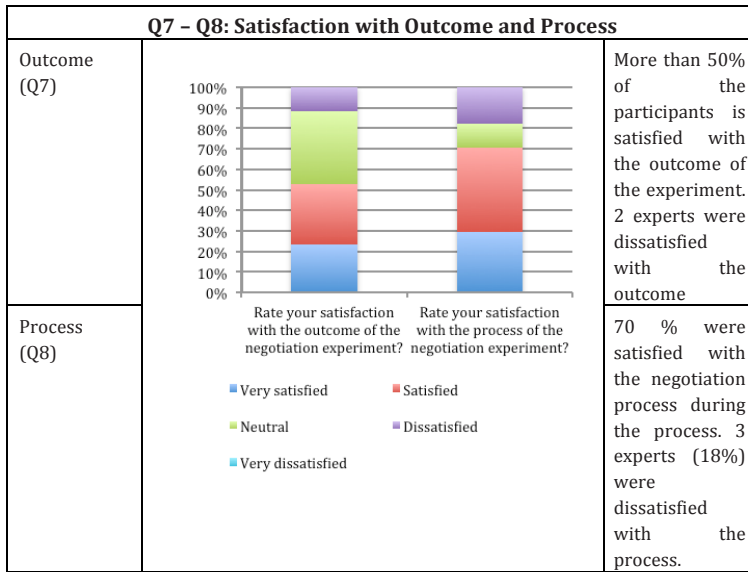 Q7 – Q8: Satisfaction with Outcome and Process
Outcome
(Q7)
100%
90%
80%
70%
60%
50%
40%
30%
20%
10%
0%
Rate your satisfaction
with the outcome of the
negotiation experiment?
Rate your satisfaction
with the process of the
negotiation experiment?
Very satisfied
Satisfied
Neutral
Dissatisfied
Very dissatisfied
More than 50%
of the
participants is
satisfied with
the outcome of
the experiment.
2 experts were
dissatisfied
with the
outcome
Process
(Q8)
70 % were
satisfied with
the negotiation
process during
the process. 3
experts (18%)
were
dissatisfied
with the
process.